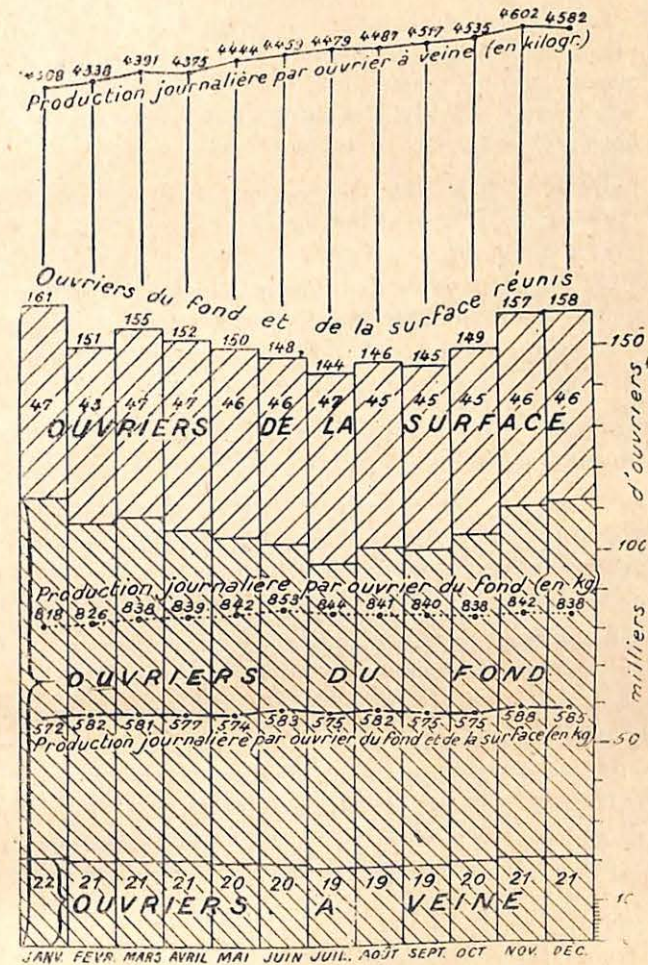 4308 4338 4391 4375 4444 4459 4479 4487 4517 4535 4602 4582
Production journalière par ouvrier à veine (en kilogr.)
Ouvriers du fond et de la surface réunis
161 151 155 152 150 148 144 146 145 149 157 158
150
47 43 47 47 46 46 47 45 45 45 46 46
OUVRIERS DE LA SURFACE
d'ouvriers
100
Production journalière par ouvrier du fond (en kg)
818 826 838 839 842 853 844 841 840 838 842 838
OUVRIERS DU FOND
milliers
572 582 581 577 574 583 575 582 575 575 588 585
Production journalière par ouvrier du fond et de la surface (en kg)
50
22 21 21 21 20 20 19 19 19 20 21 21
OUVRIERS A VEINE
10
JANV. FEVR. MARS AVRIL MAI JUIN JUIL. AOÛT SEPT. OCT NOV. DÉC.